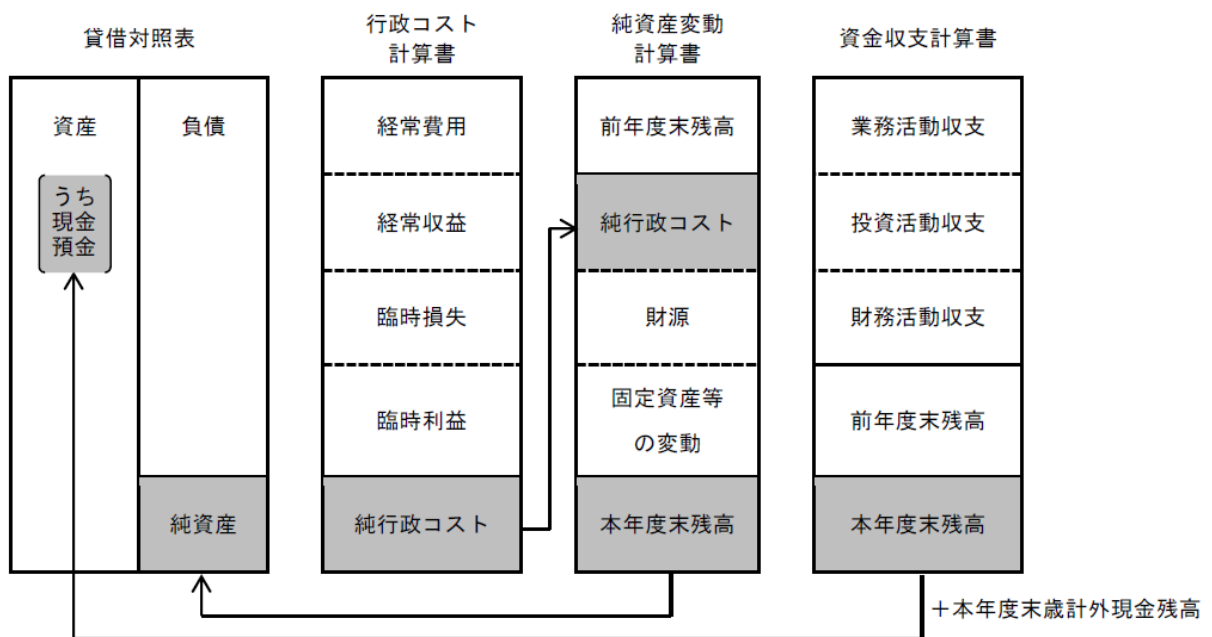 貸借対照表
行政コスト
計算書
純資産変動
計算書
資金収支計算書
資産
負債
うち
現金
預金
純資産
経常費用
経常収益
臨時損失
臨時利益
純行政コスト
前年度末残高
純行政コスト
財源
固定資産等
の変動
本年度末残高
業務活動収支
投資活動収支
財務活動収支
前年度末残高
本年度末残高
＋本年度末歳計外現金残高